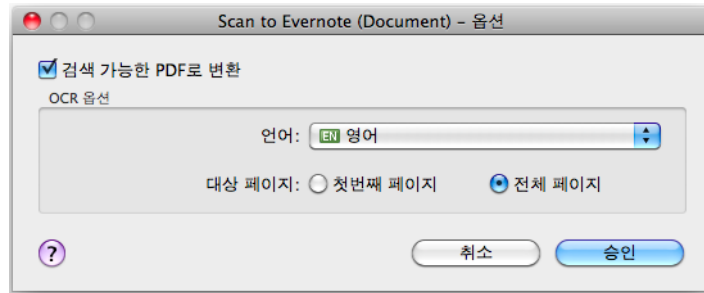 Scan to Evernote (Document) – 옵션
검색 가능한 PDF로 변환
OCR 옵션
언어: EN 영어
대상 페이지: 첫번째 페이지 전체 페이지
? 취소 승인